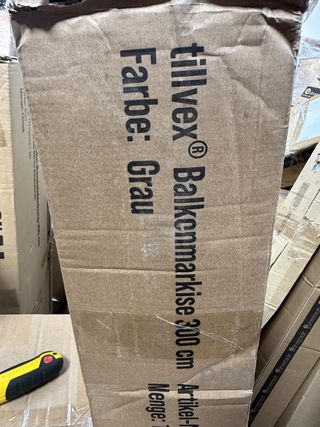 tillvex® Balkonmarkise 300 cm Artikel-
Farbe: Grau
Menge: